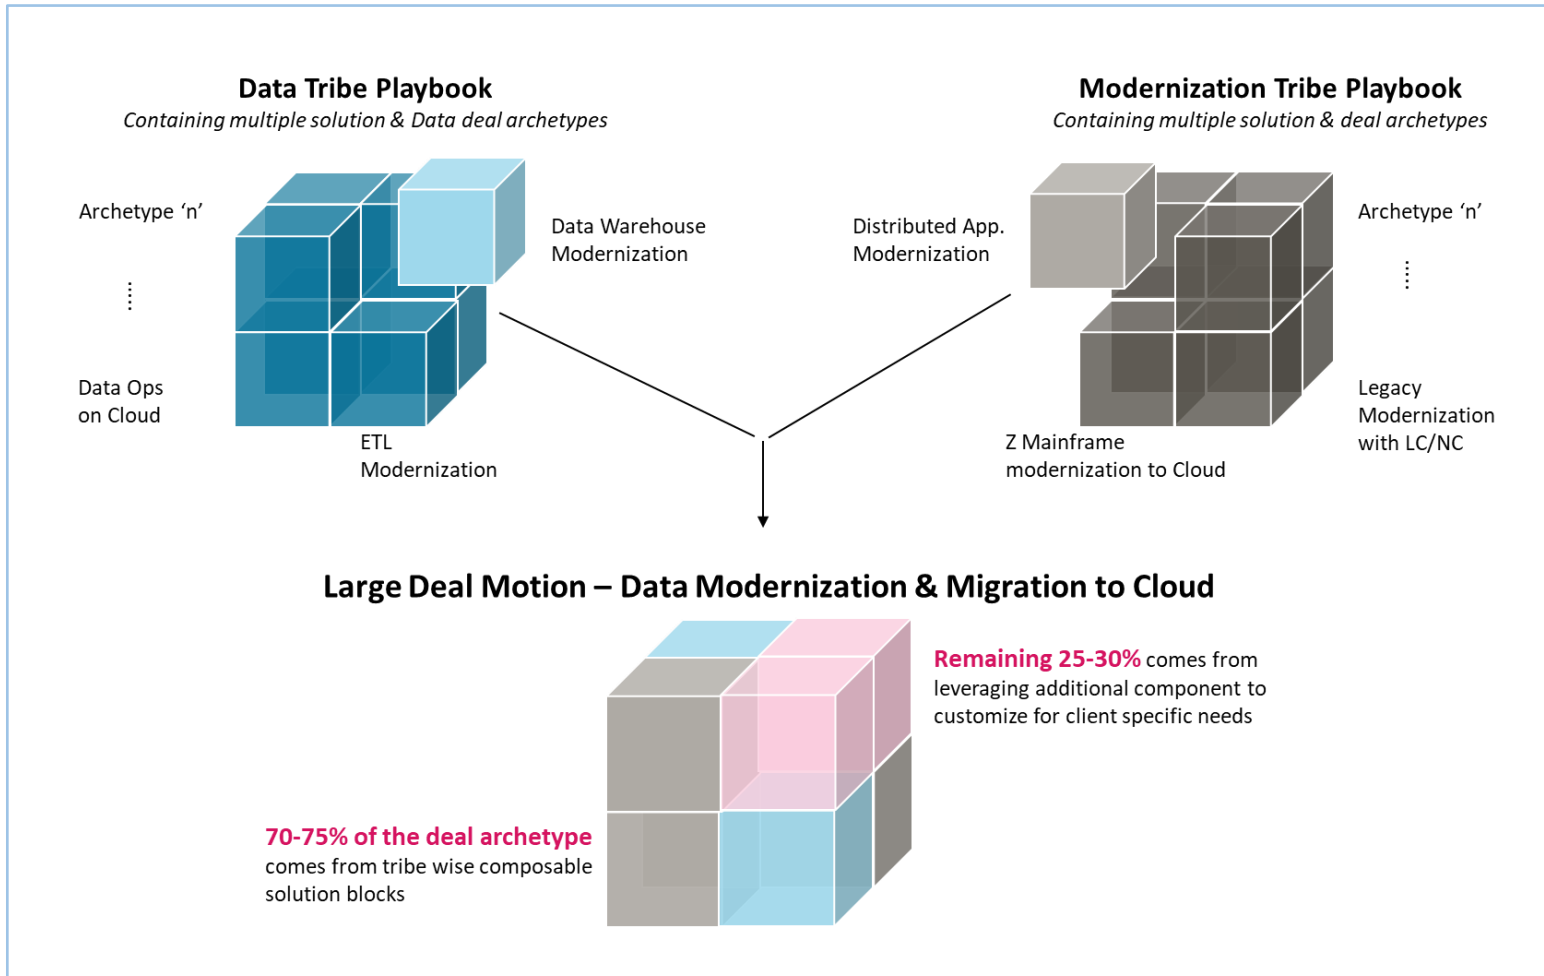 Data Tribe Playbook
Containing multiple solution & Data deal archetypes
Archetype ‘n’
Data Warehouse
Modernization
Data Ops
on Cloud
ETL
Modernization
Modernization Tribe Playbook
Containing multiple solution & deal archetypes
Distributed App.
Modernization
Archetype ‘n’
Z Mainframe
modernization to Cloud
Legacy
Modernization
with LC/NC
Large Deal Motion – Data Modernization & Migration to Cloud
Remaining 25-30% comes from
leveraging additional component to
customize for client specific needs
70-75% of the deal archetype
comes from tribe wise composable
solution blocks